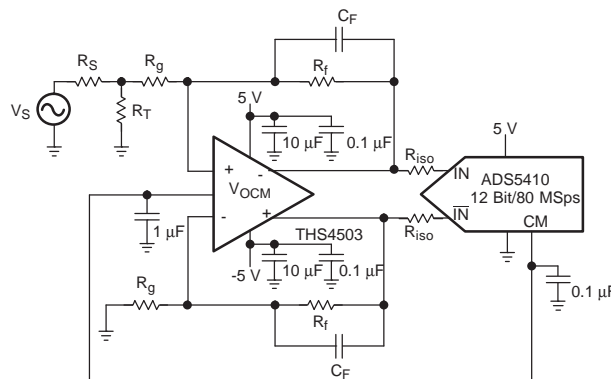 C_F
R_S
R_g
R_f
V_S
R_T
5 V
10 µF
0.1 µF
5 V
R_iso
IN
ADS5410
12 Bit/80 MSps
IN
CM
+
-
V_OCM
-
+
1 µF
THS4503
R_iso
-5 V
10 µF
0.1 µF
0.1 µF
R_g
R_f
C_F